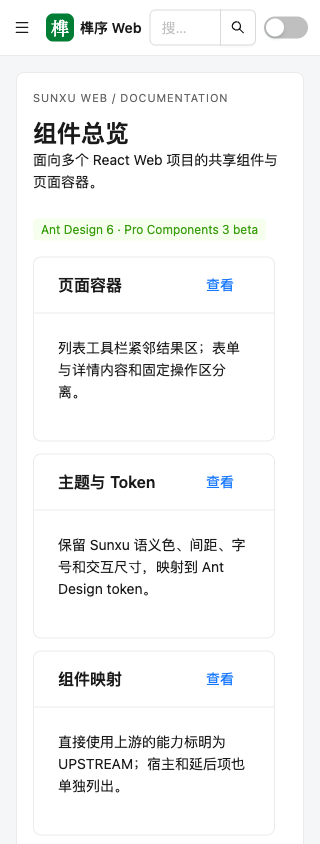 榫 榫序 Web 搜...
SUNXU WEB / DOCUMENTATION
组件总览
面向多个 React Web 项目的共享组件与
页面容器。
Ant Design 6 · Pro Components 3 beta
页面容器 查看
列表工具栏紧邻结果区；表单
与详情内容和固定操作区分
离。
主题与 Token 查看
保留 Sunxu 语义色、间距、字
号和交互尺寸，映射到 Ant
Design token。
组件映射 查看
直接使用上游的能力标明为
UPSTREAM；宿主和延后项也
单独列出。